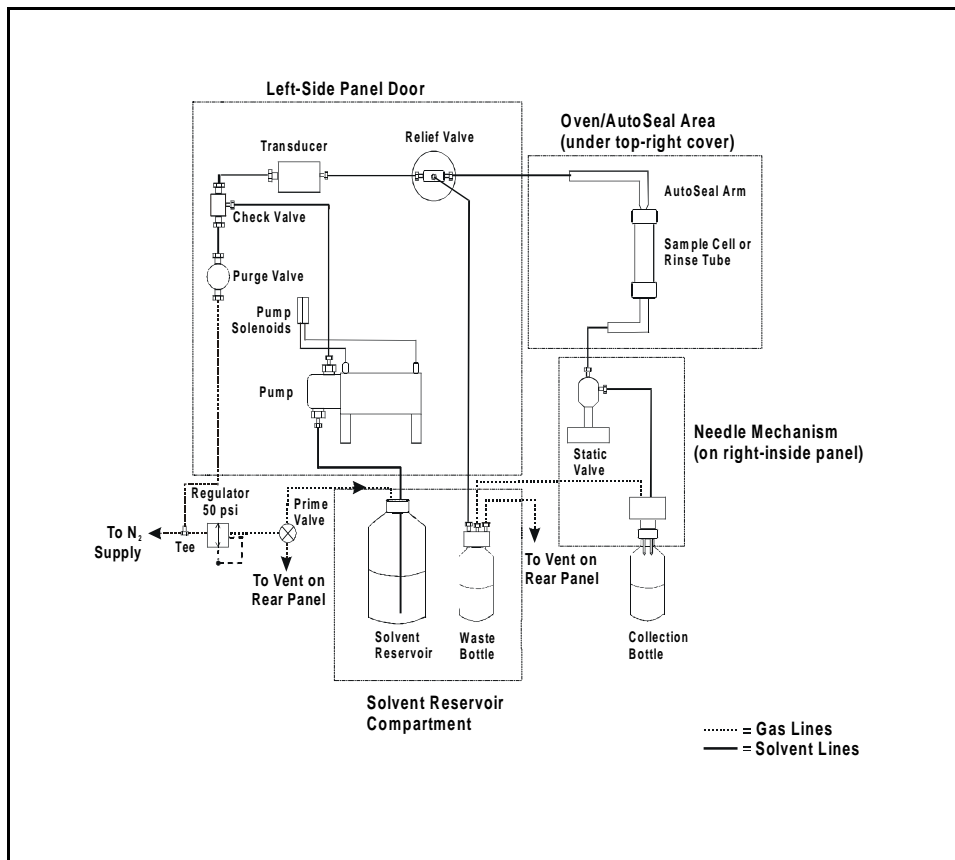 Left-Side Panel Door
Oven/AutoSeal Area
(under top-right cover)
Relief Valve
Transducer
AutoSeal Arm
Check Valve
Sample Cell or
Rinse Tube
Purge Valve
Pump
Solenoids
Pump
Needle Mechanism
(on right-inside panel)
Static
Valve
Regulator
50 psi
Prime
Valve
To N₂
Supply
Tee
To Vent on
Rear Panel
To Vent on
Rear Panel
Solvent
Reservoir
Waste
Bottle
Collection
Bottle
Solvent Reservoir
Compartment
= Gas Lines
= Solvent Lines